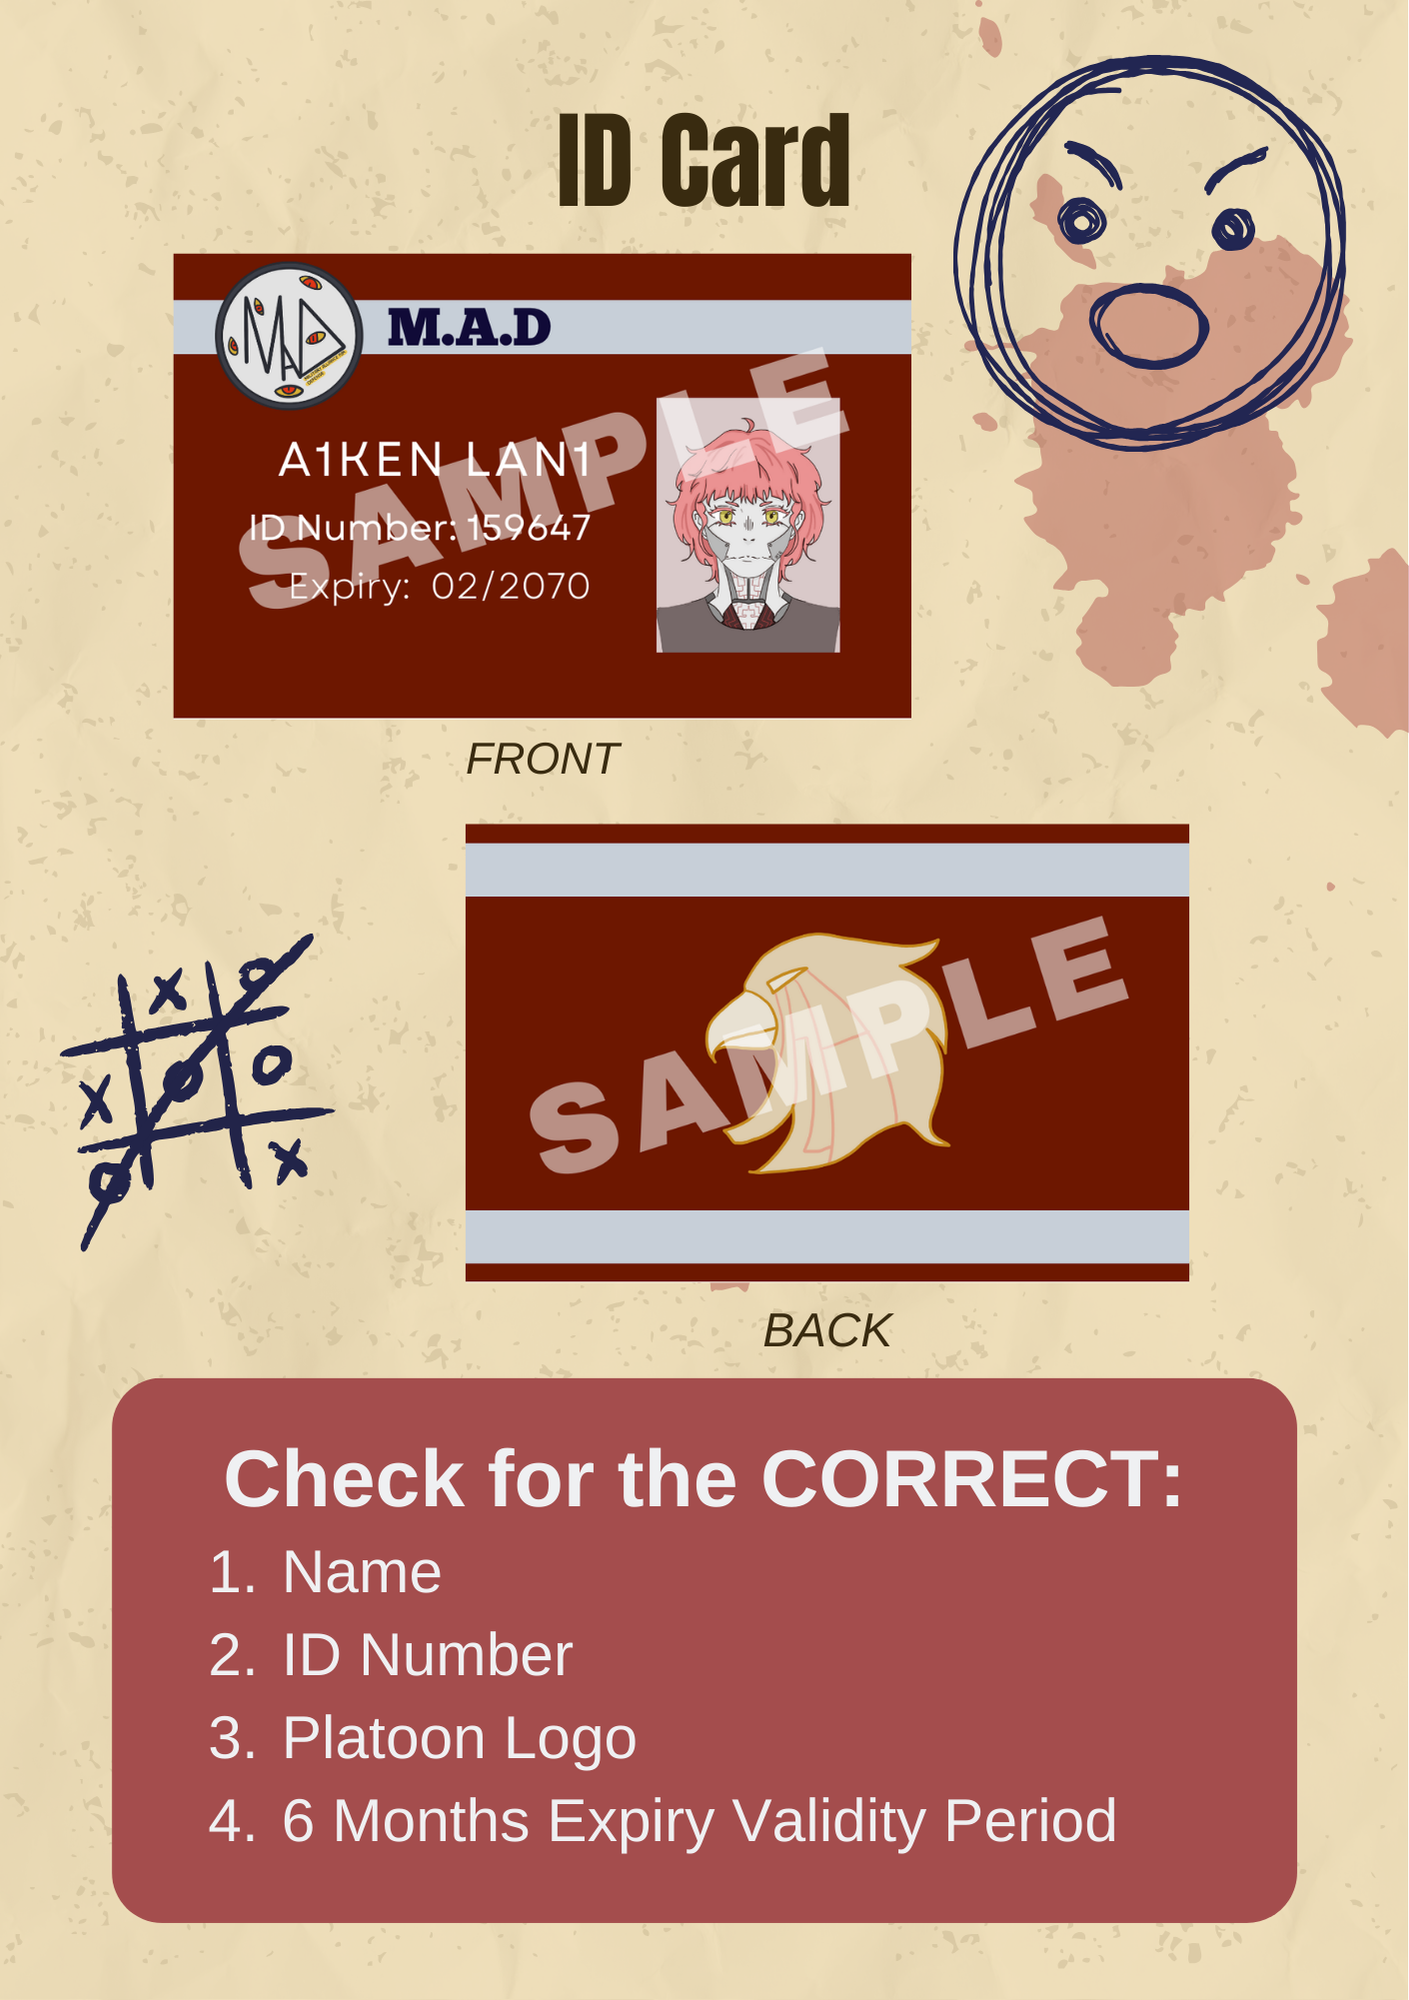 ID Card
MAD
M.A.D
A1KEN LAN1
ID Number: 159647
Expiry: 02/2070
SAMPLE
FRONT
x o
x o o
o x
SAMPLE
BACK
Check for the CORRECT:
1. Name
2. ID Number
3. Platoon Logo
4. 6 Months Expiry Validity Period